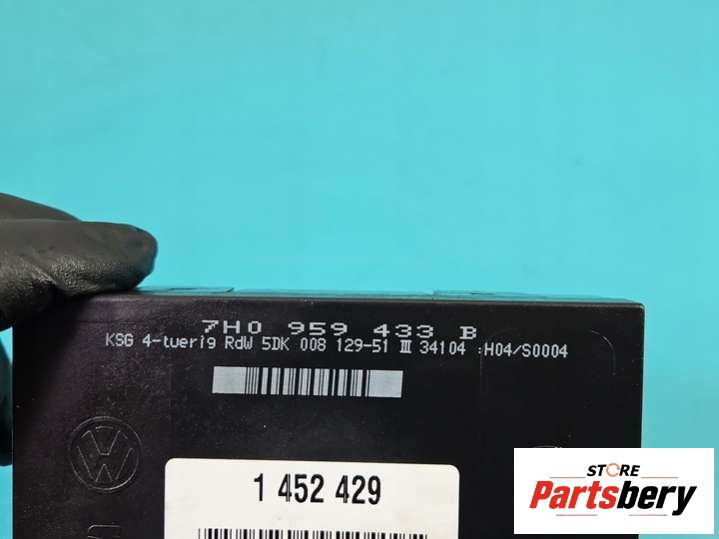 7H0 959 433 B
KSG 4-tuerig RdW 5DK 008 129-51 III 34104 :H04/S0004
1 452 429
STORE
Partsbery